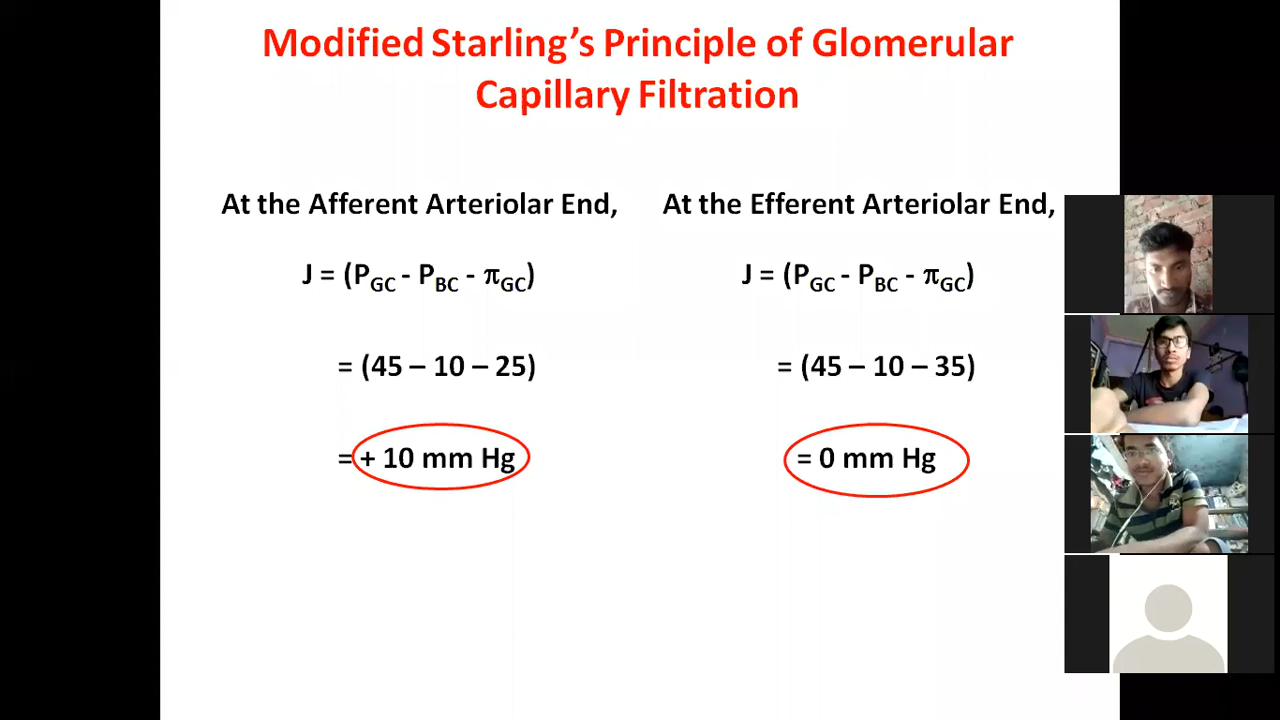 Modified Starling’s Principle of Glomerular
Capillary Filtration
At the Afferent Arteriolar End,
J = (PGC - PBC - πGC)
= (45 – 10 – 25)
= + 10 mm Hg
At the Efferent Arteriolar End,
J = (PGC - PBC - πGC)
= (45 – 10 – 35)
= 0 mm Hg